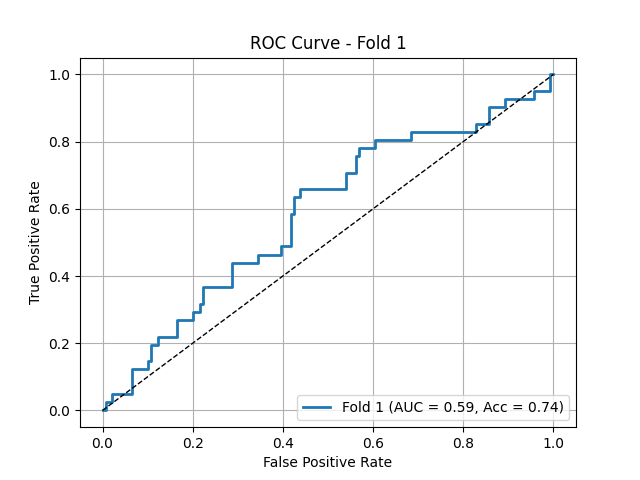 ROC Curve - Fold 1
True Positive Rate
1.0
0.8
0.6
0.4
0.2
0.0
Fold 1 (AUC = 0.59, Acc = 0.74)
0.0 0.2 0.4 0.6 0.8 1.0
False Positive Rate